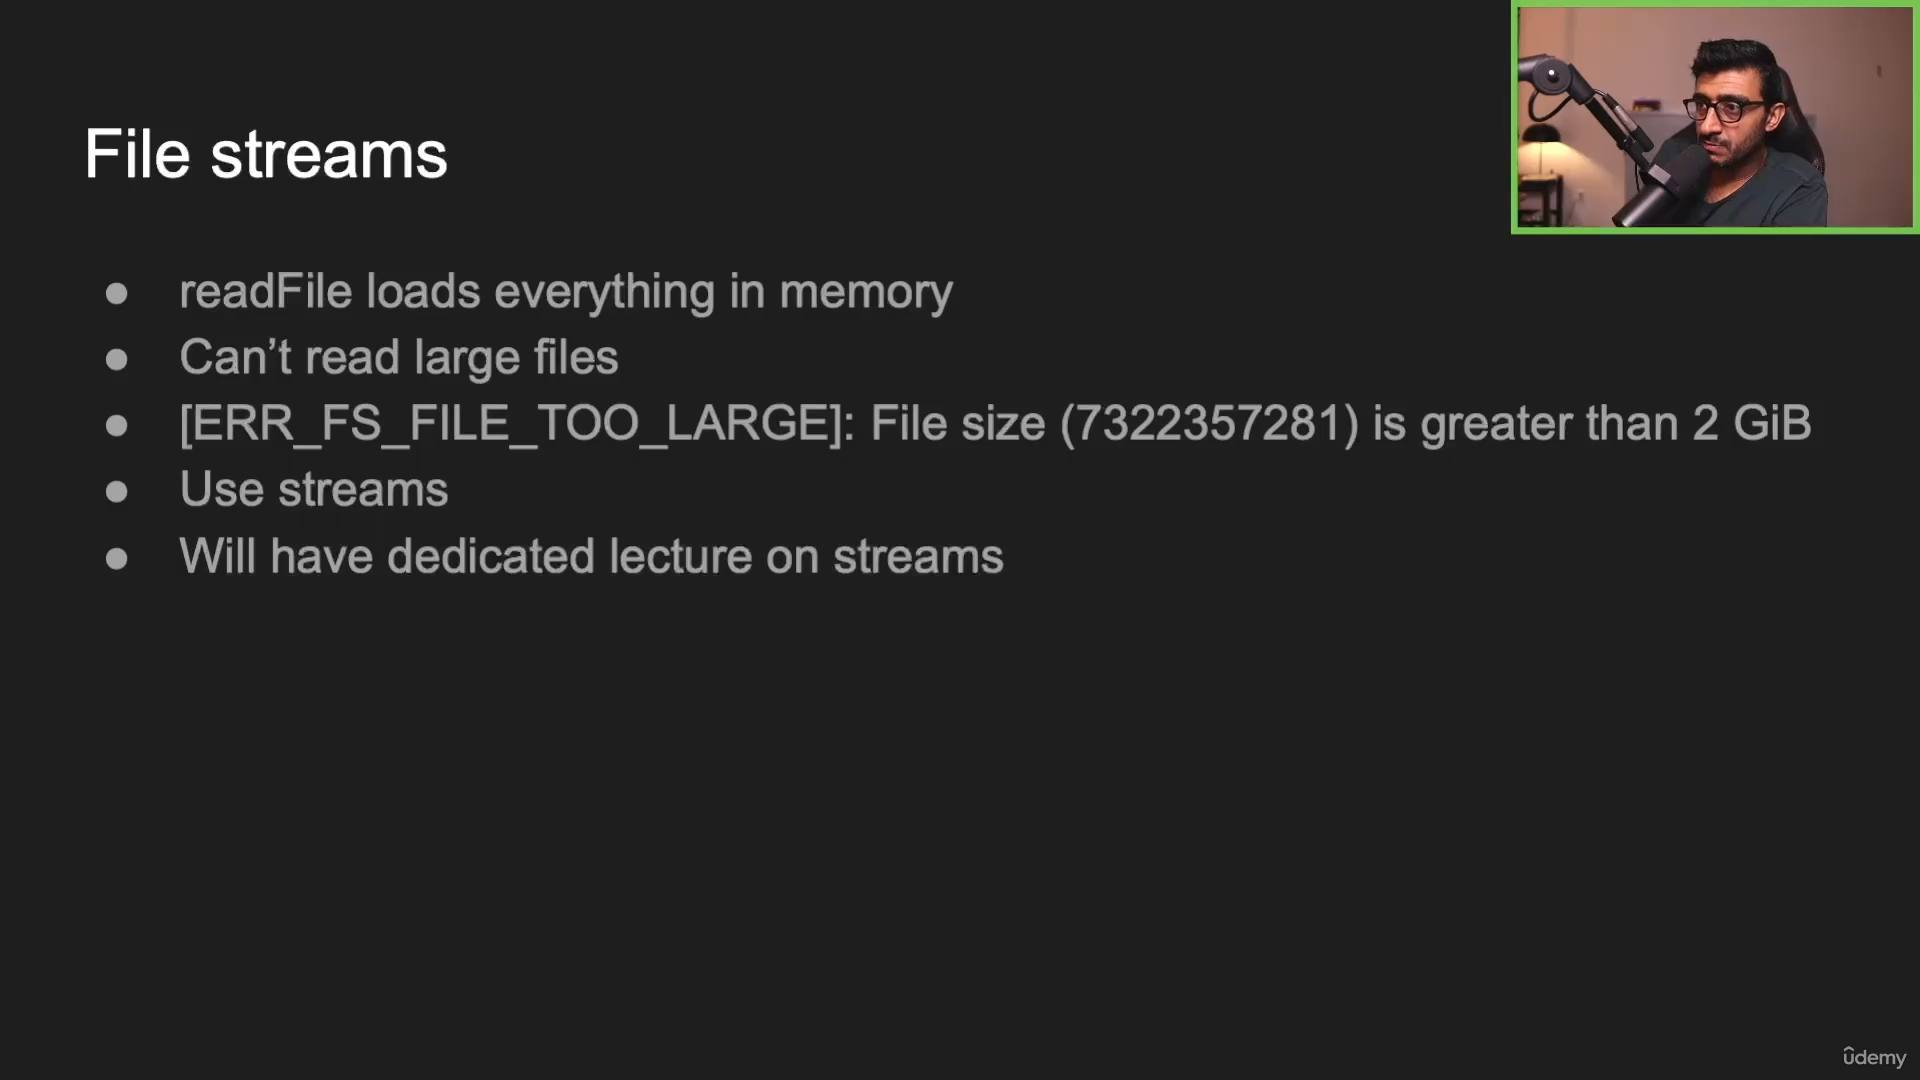 File streams
● readFile loads everything in memory
● Can’t read large files
● [ERR_FS_FILE_TOO_LARGE]: File size (7322357281) is greater than 2 GiB
● Use streams
● Will have dedicated lecture on streams
ûdemy